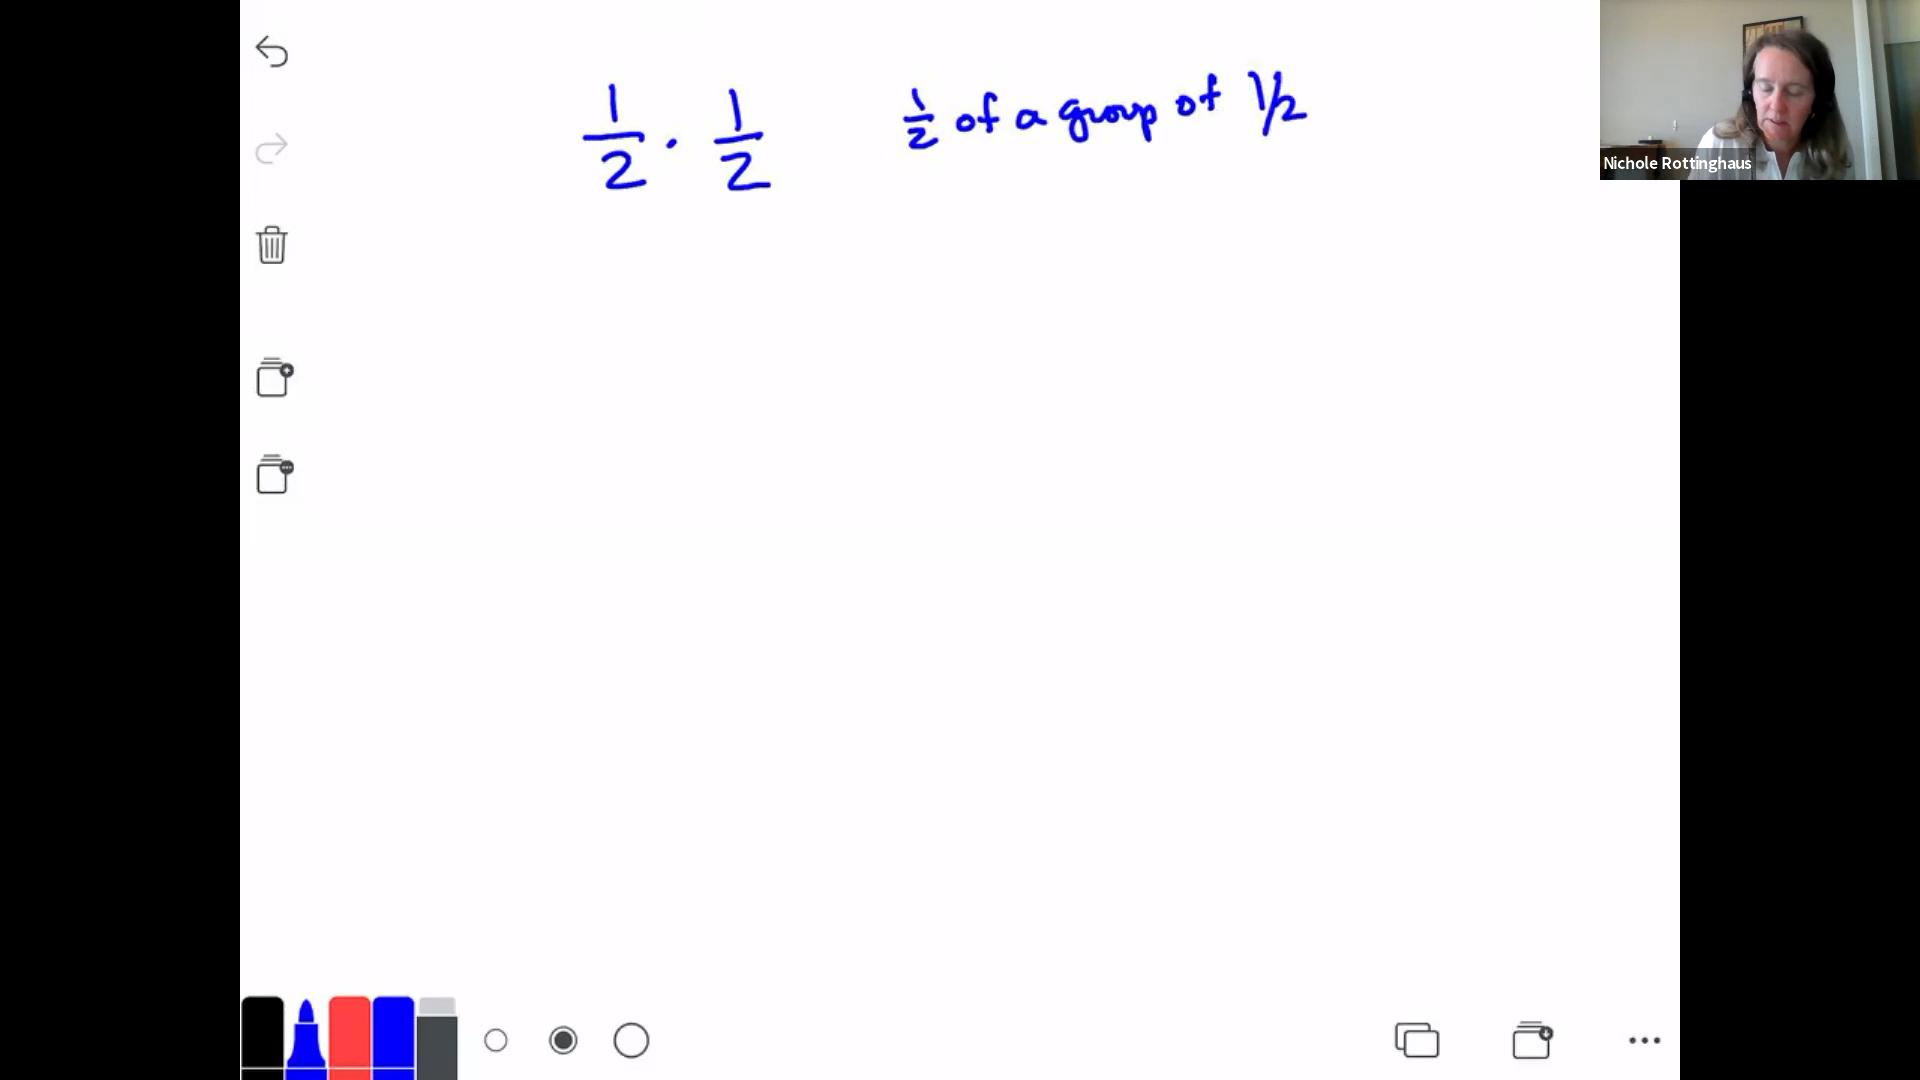 1/2 · 1/2
1/2 of a group of 1/2
Nichole Rottinghaus